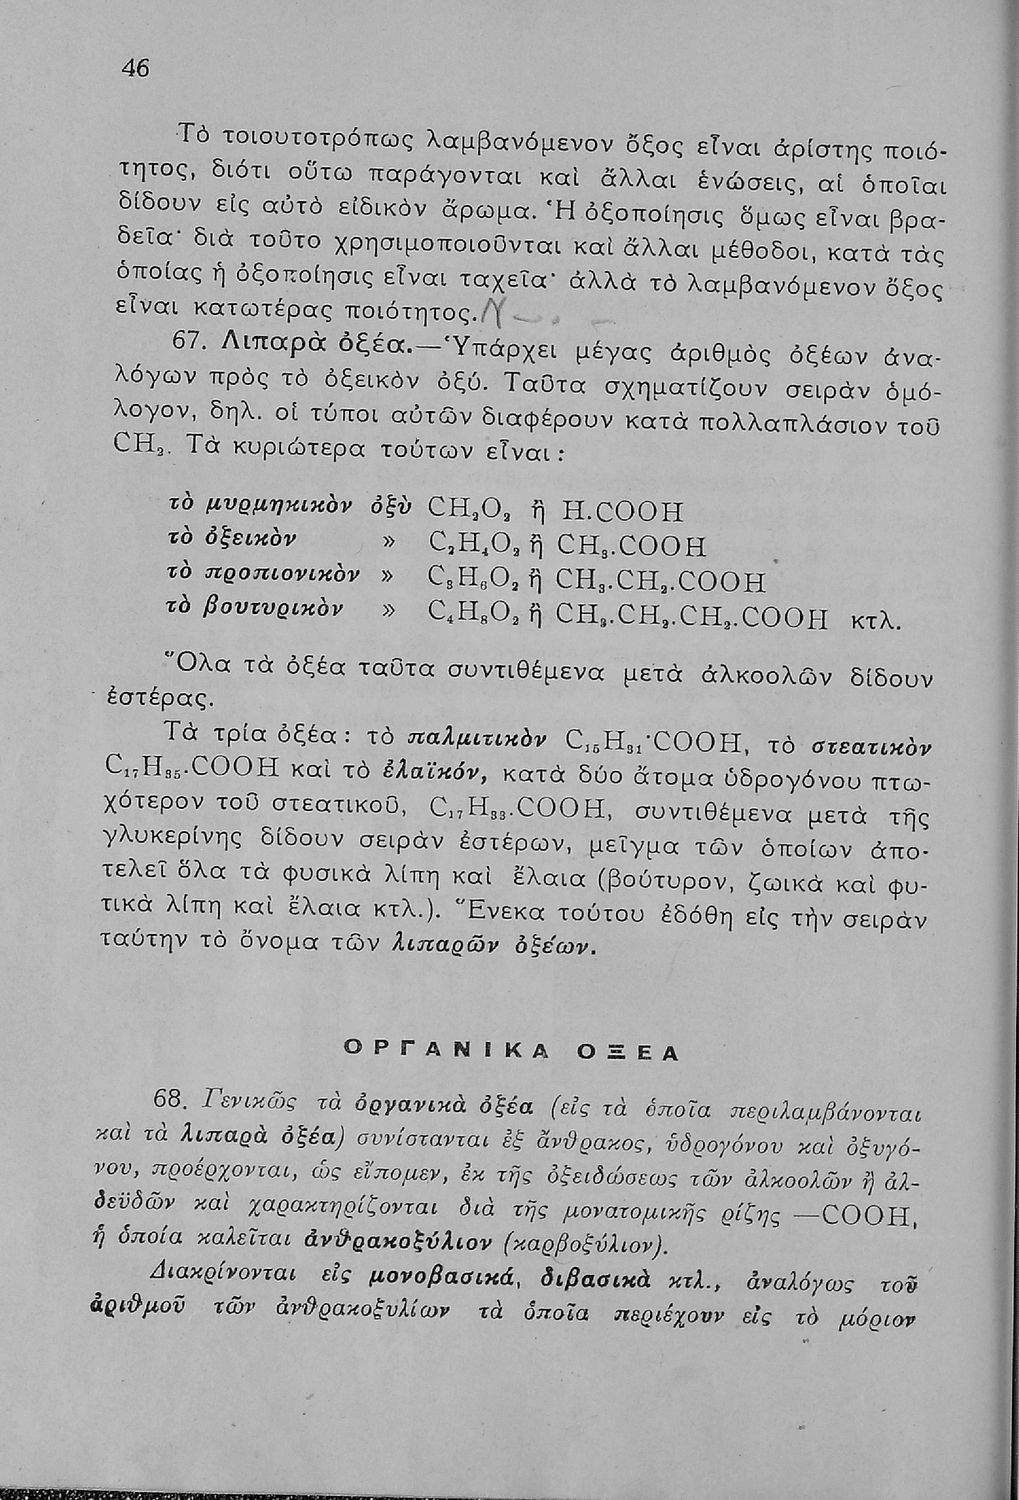 46
Τὸ τοιουτοτρόπως λαμβανόμενον ὄξος εἶναι ἀρίστης ποιό-
τητος, διότι οὕτω παράγονται καὶ ἄλλαι ἑνώσεις, αἱ ὁποῖαι
δίδουν εἰς αὐτὸ εἰδικὸν ἄρωμα. Ἡ ὀξοποίησις ὅμως εἶναι βρα-
δεῖα· διὰ τοῦτο χρησιμοποιοῦνται καὶ ἄλλαι μέθοδοι, κατὰ τὰς
ὁποίας ἡ ὀξοποίησις εἶναι ταχεῖα· ἀλλὰ τὸ λαμβανόμενον ὄξος
εἶναι κατωτέρας ποιότητος.
67. Λιπαρὰ ὀξέα.—Ὑπάρχει μέγας ἀριθμὸς ὀξέων ἀνα-
λόγων πρὸς τὸ ὀξεικὸν ὀξύ. Ταῦτα σχηματίζουν σειρὰν ὁμό-
λογον, δηλ. οἱ τύποι αὐτῶν διαφέρουν κατὰ πολλαπλάσιον τοῦ
CH₂. Τὰ κυριώτερα τούτων εἶναι :
τὸ μυρμηκικὸν ὀξὺ CH₂O₂ ἢ H.COOH
τὸ ὀξεικὸν » C₂H₄O₂ ἢ CH₃.COOH
τὸ προπιονικὸν » C₃H₆O₂ ἢ CH₃.CH₂.COOH
τὸ βουτυρικὸν » C₄H₈O₂ ἢ CH₃.CH₂.CH₂.COOH κτλ.
Ὅλα τὰ ὀξέα ταῦτα συντιθέμενα μετὰ ἀλκοολῶν δίδουν
ἐστέρας.
Τὰ τρία ὀξέα : τὸ παλμιτικὸν C₁₅H₃₁·COOH, τὸ στεατικὸν
C₁₇H₃₅.COOH καὶ τὸ ἐλαϊκόν, κατὰ δύο ἄτομα ὑδρογόνου πτω-
χότερον τοῦ στεατικοῦ, C₁₇H₃₃.COOH, συντιθέμενα μετὰ τῆς
γλυκερίνης δίδουν σειρὰν ἐστέρων, μεῖγμα τῶν ὁποίων ἀπο-
τελεῖ ὅλα τὰ φυσικὰ λίπη καὶ ἔλαια (βούτυρον, ζωικὰ καὶ φυ-
τικὰ λίπη καὶ ἔλαια κτλ.). Ἕνεκα τούτου ἐδόθη εἰς τὴν σειρὰν
ταύτην τὸ ὄνομα τῶν λιπαρῶν ὀξέων.
ΟΡΓΑΝΙΚΑ ΟΞΕΑ
68. Γενικῶς τὰ ὀργανικὰ ὀξέα (εἰς τὰ ὁποῖα περιλαμβάνονται
καὶ τὰ λιπαρὰ ὀξέα) συνίστανται ἐξ ἄνθρακος, ὑδρογόνου καὶ ὀξυγό-
νου, προέρχονται, ὡς εἴπομεν, ἐκ τῆς ὀξειδώσεως τῶν ἀλκοολῶν ἢ ἀλ-
δεϋδῶν καὶ χαρακτηρίζονται διὰ τῆς μονατομικῆς ρίζης —COOH,
ἡ ὁποία καλεῖται ἀνθρακοξύλιον (καρβοξύλιον).
Διακρίνονται εἰς μονοβασικά, διβασικὰ κτλ., ἀναλόγως τοῦ
ἀριθμοῦ τῶν ἀνθρακοξυλίων τὰ ὁποῖα περιέχουν εἰς τὸ μόριον